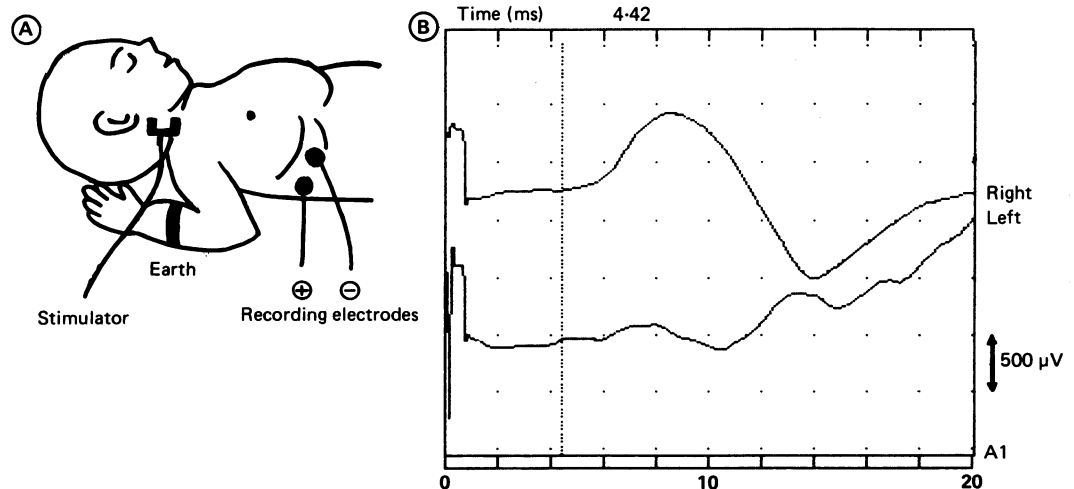 A
Earth
Stimulator
⊕ ⊖
Recording electrodes
B
Time (ms) 4·42
Right
Left
500 μV
A1
0 10 20